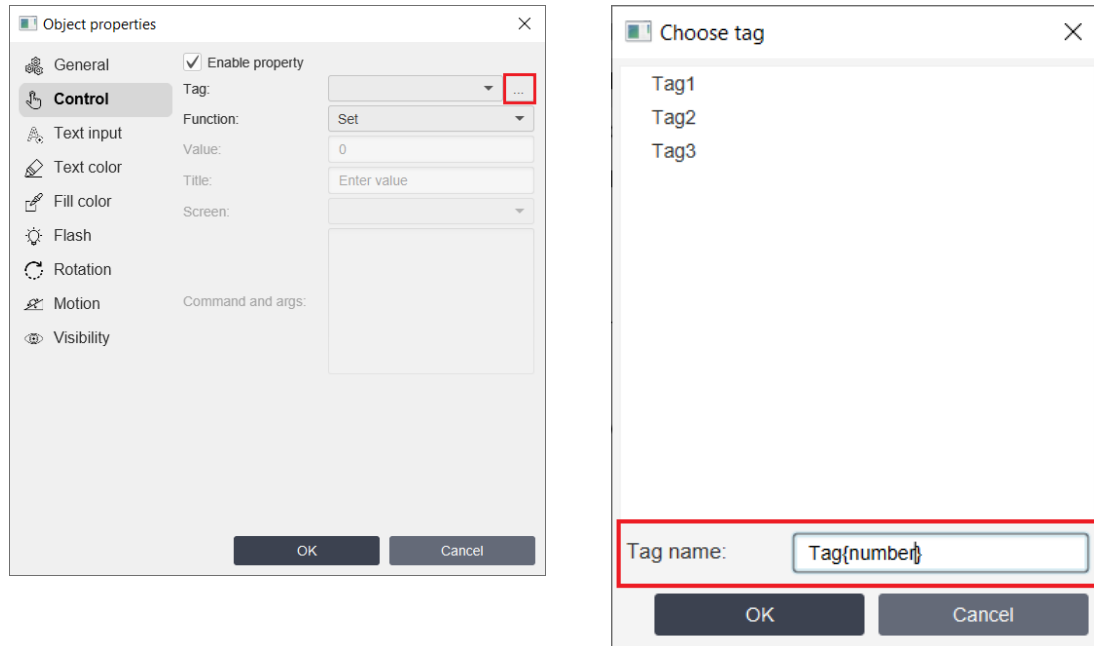 Object properties
General
Control
Text input
Text color
Fill color
Flash
Rotation
Motion
Visibility
Enable property
Tag:
...
Function:
Set
Value:
0
Title:
Enter value
Screen:
Command and args:
OK
Cancel
Choose tag
Tag1
Tag2
Tag3
Tag name:
Tag{number}
OK
Cancel